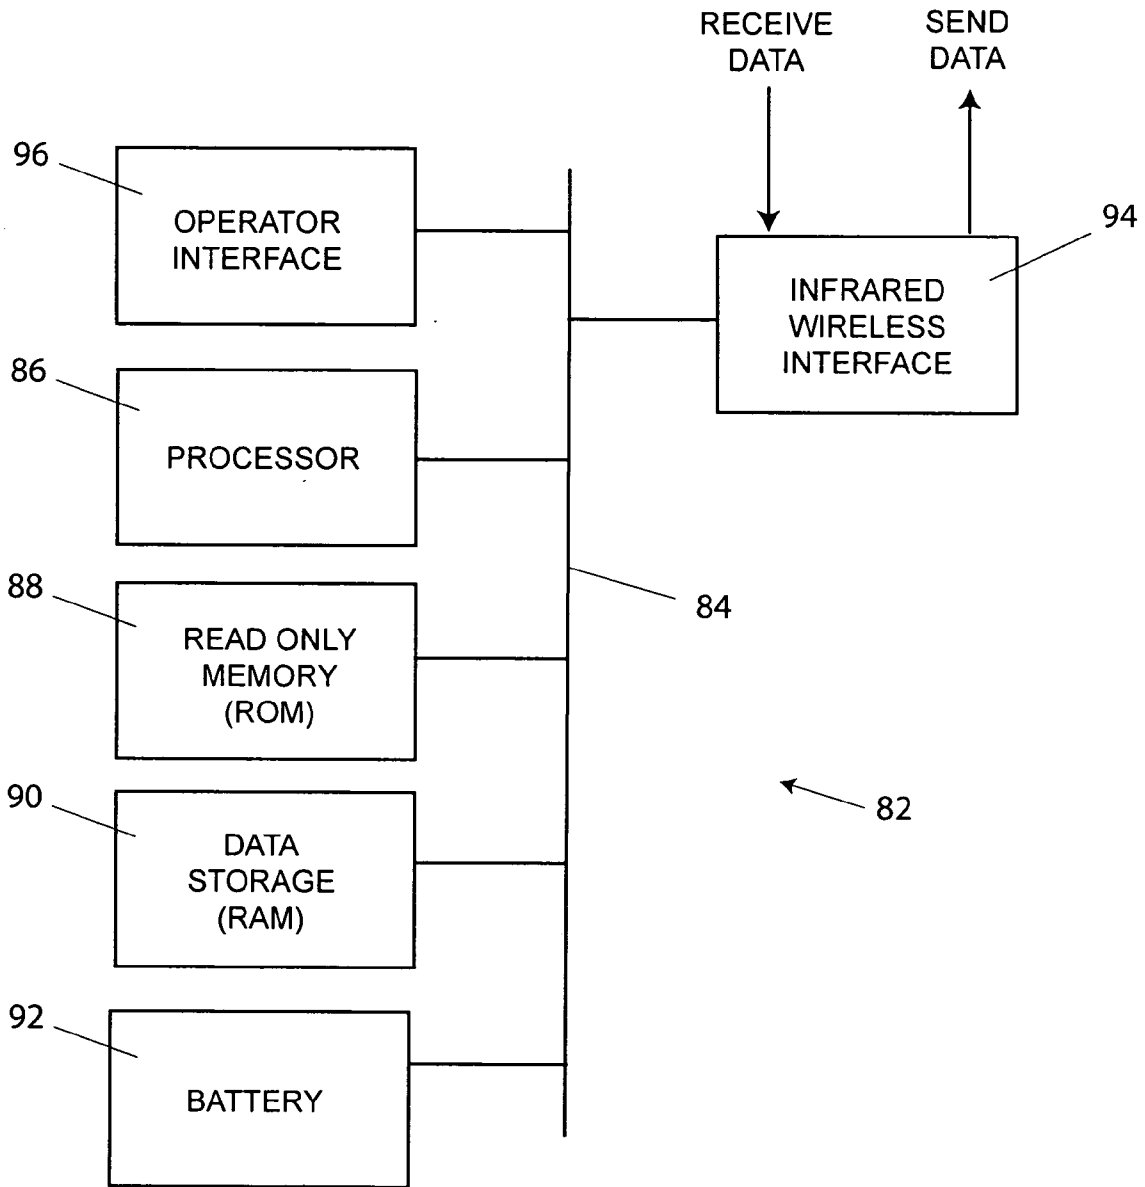 RECEIVE
DATA
SEND
DATA
96
OPERATOR
INTERFACE
94
INFRARED
WIRELESS
INTERFACE
86
PROCESSOR
88
READ ONLY
MEMORY
(ROM)
84
90
DATA
STORAGE
(RAM)
82
92
BATTERY